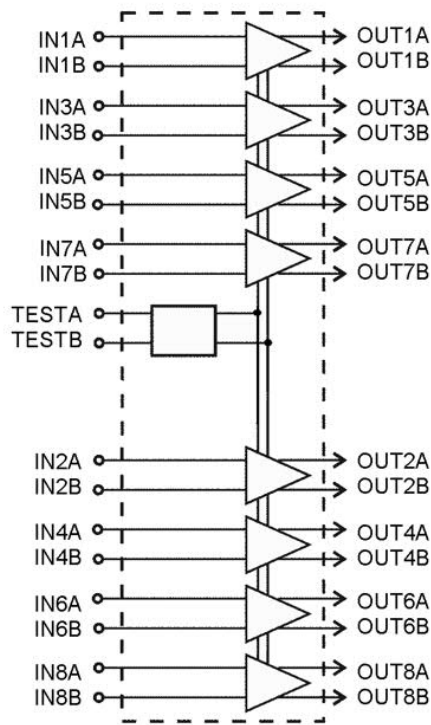 IN1A OUT1A
IN1B OUT1B
IN3A OUT3A
IN3B OUT3B
IN5A OUT5A
IN5B OUT5B
IN7A OUT7A
IN7B OUT7B
TESTA
TESTB
IN2A OUT2A
IN2B OUT2B
IN4A OUT4A
IN4B OUT4B
IN6A OUT6A
IN6B OUT6B
IN8A OUT8A
IN8B OUT8B